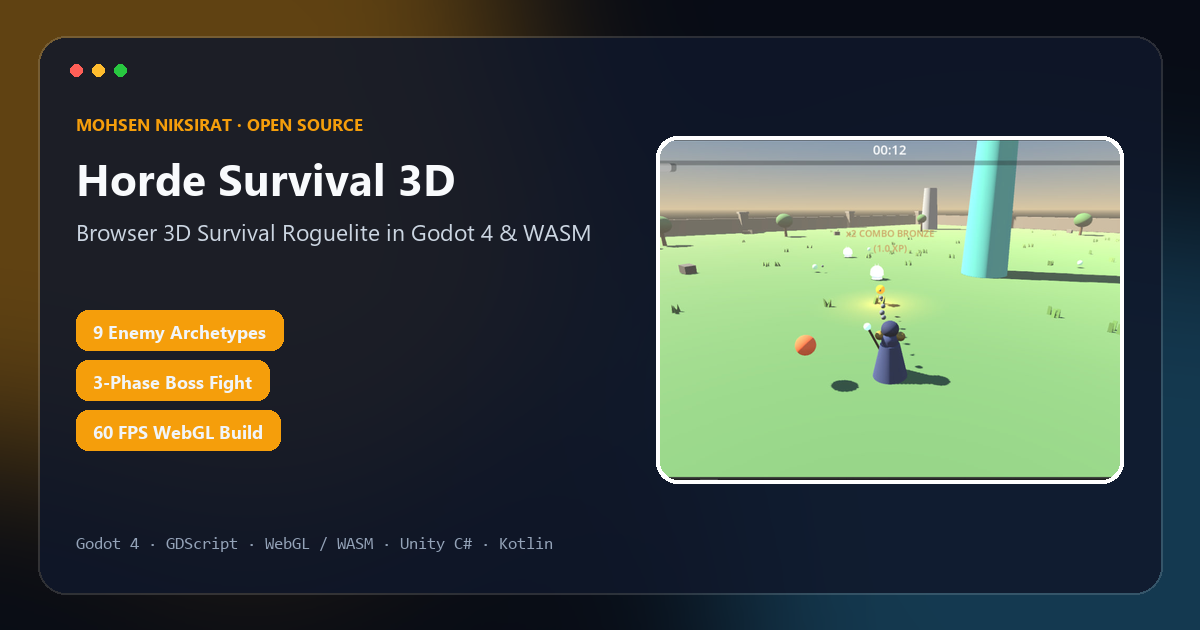 MOHSEN NIKSIRAT · OPEN SOURCE
Horde Survival 3D
Browser 3D Survival Roguelite in Godot 4 & WASM
9 Enemy Archetypes
3-Phase Boss Fight
60 FPS WebGL Build
Godot 4 · GDScript · WebGL / WASM · Unity C# · Kotlin
00:12
x2 COMBO BRONZE
(1.0 XP)